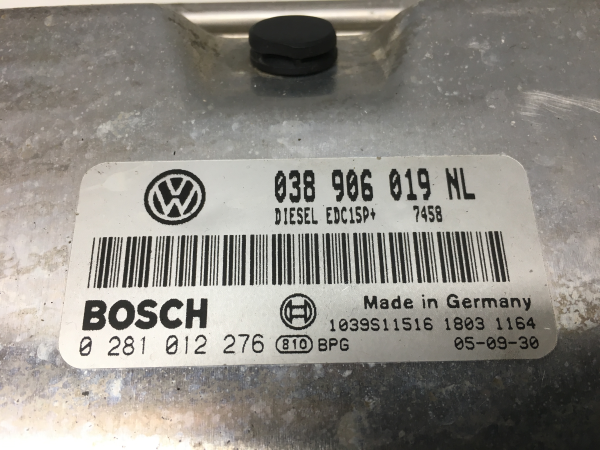 VW
038 906 019 NL
DIESEL EDC15P+ 7458
BOSCH
Made in Germany
1039S11516 1803 1164
0 281 012 276 810 BPG 05-09-30